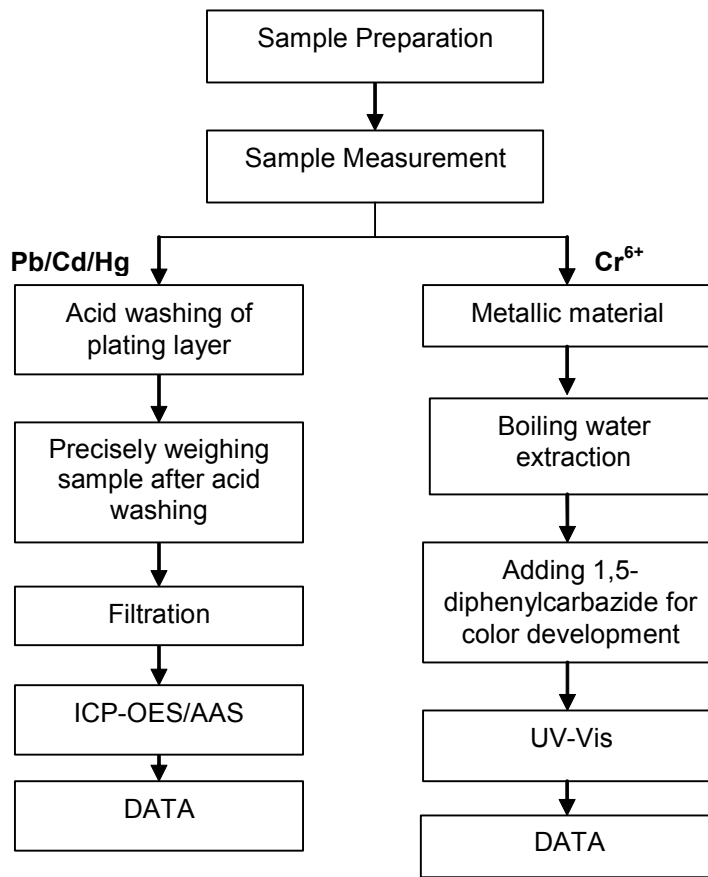 Sample Preparation
Sample Measurement
Pb/Cd/Hg
Acid washing of
plating layer
Precisely weighing
sample after acid
washing
Filtration
ICP-OES/AAS
DATA
Cr⁶⁺
Metallic material
Boiling water
extraction
Adding 1,5-
diphenylcarbazide for
color development
UV-Vis
DATA